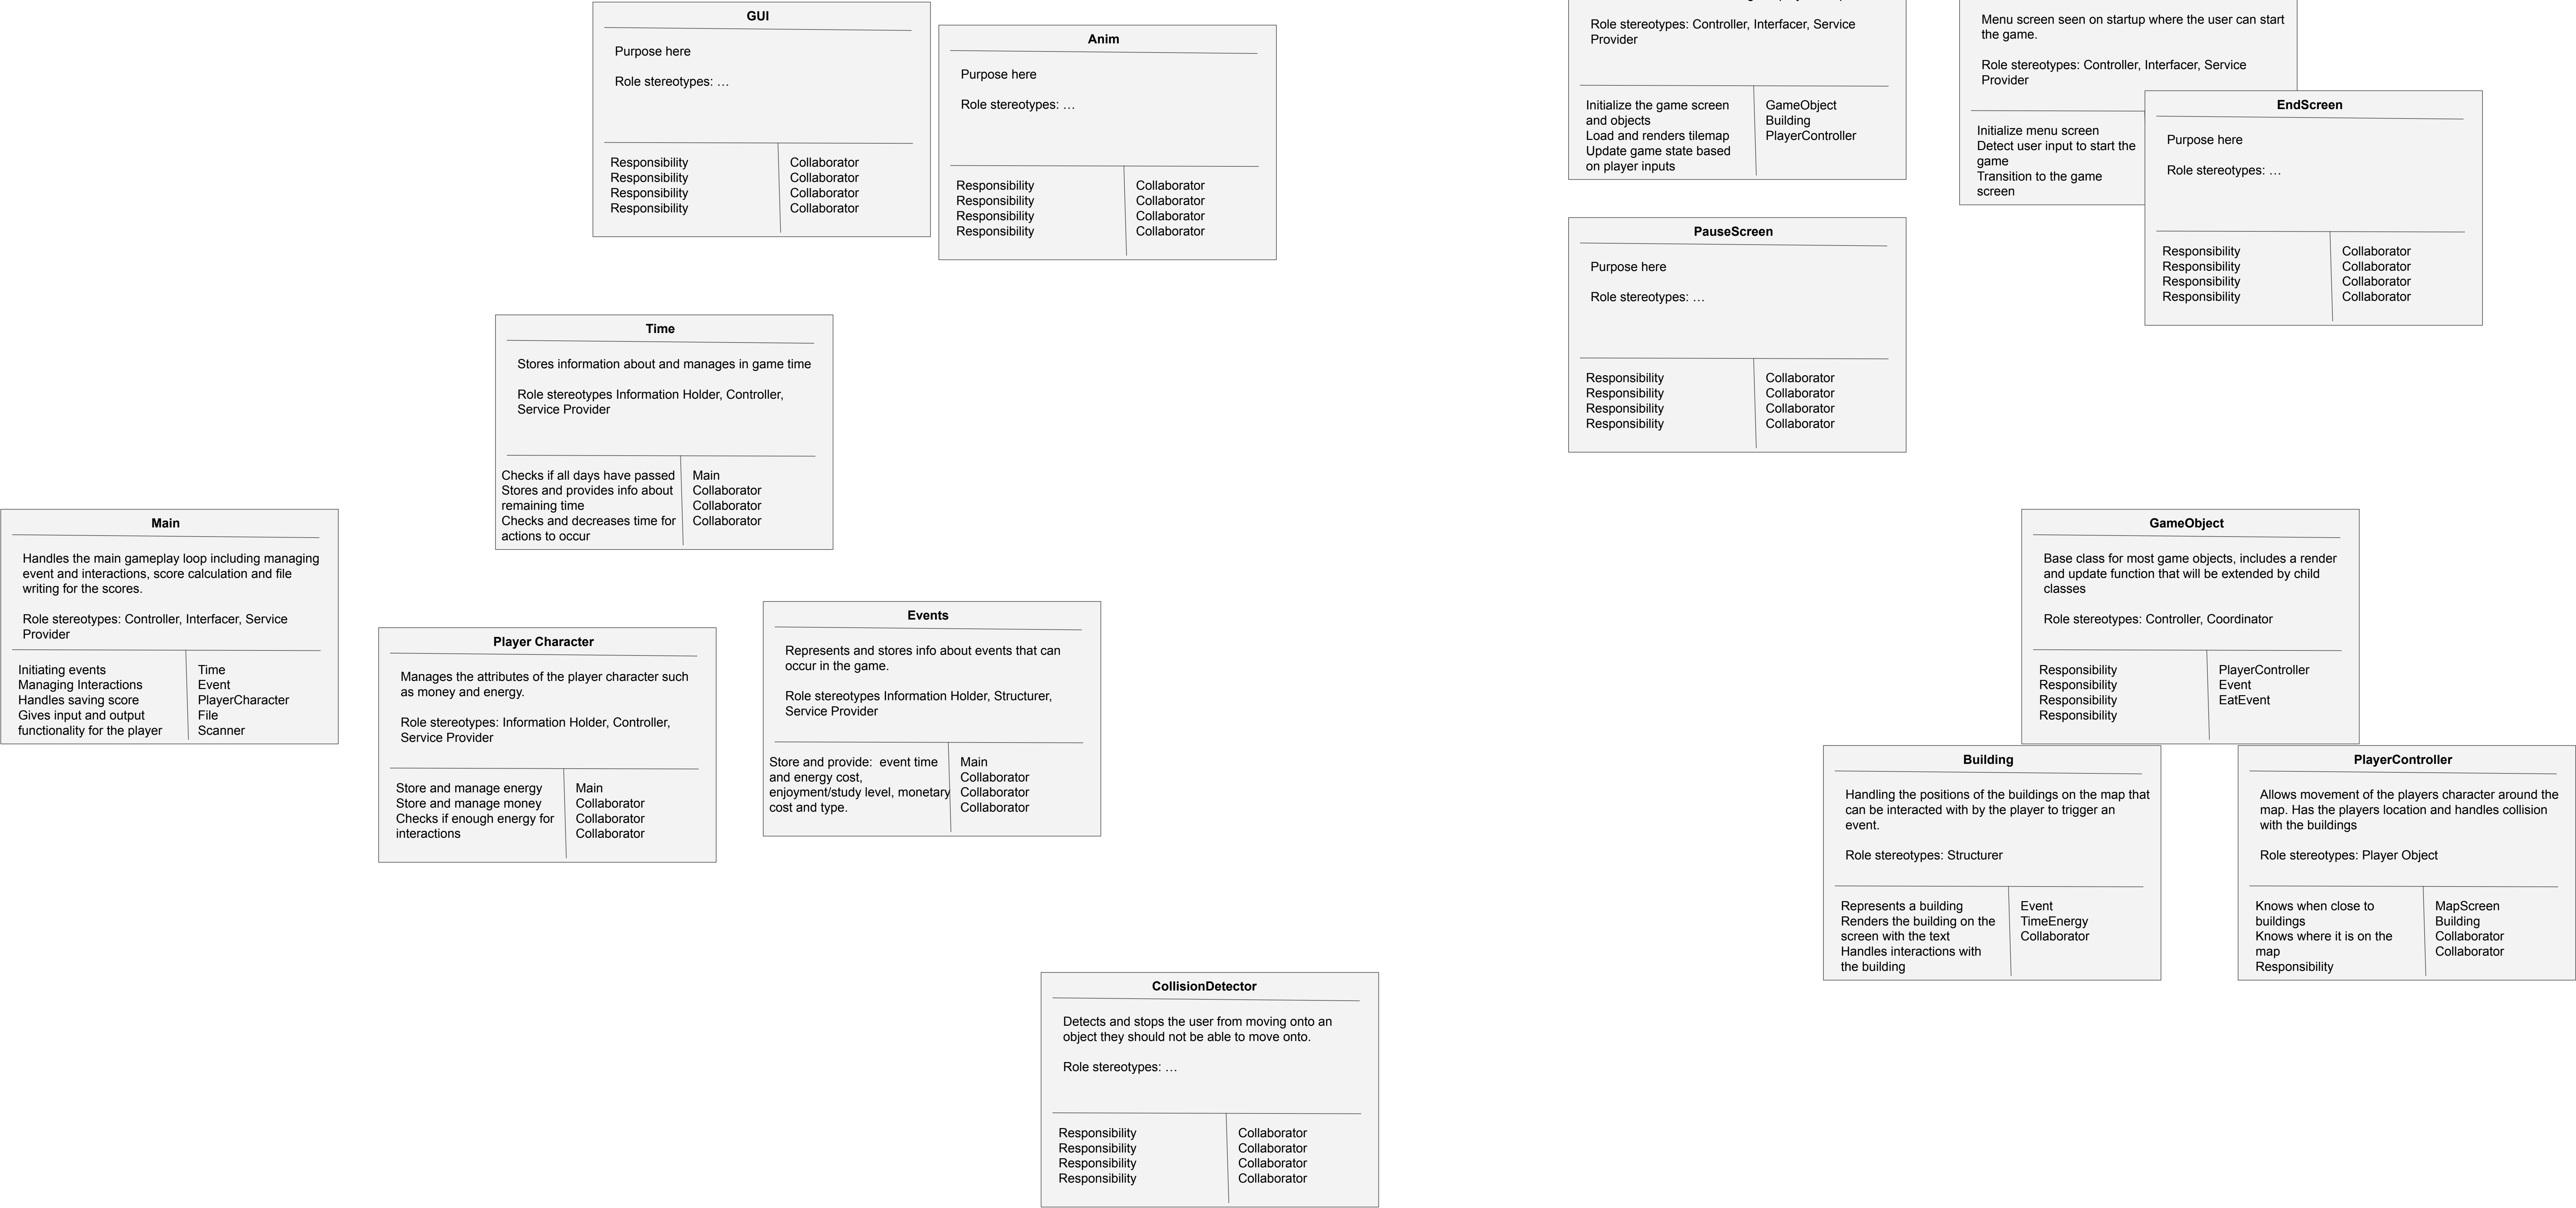 GUI
Purpose here
Role stereotypes: …
Responsibility
Responsibility
Responsibility
Responsibility
Collaborator
Collaborator
Collaborator
Collaborator
Anim
Purpose here
Role stereotypes: …
Responsibility
Responsibility
Responsibility
Responsibility
Collaborator
Collaborator
Collaborator
Collaborator
Role stereotypes: Controller, Interfacer, Service
Provider
Initialize the game screen
and objects
Load and renders tilemap
Update game state based
on player inputs
GameObject
Building
PlayerController
Menu screen seen on startup where the user can start
the game.
Role stereotypes: Controller, Interfacer, Service
Provider
Initialize menu screen
Detect user input to start the
game
Transition to the game
screen
EndScreen
Purpose here
Role stereotypes: …
Responsibility
Responsibility
Responsibility
Responsibility
Collaborator
Collaborator
Collaborator
Collaborator
PauseScreen
Purpose here
Role stereotypes: …
Responsibility
Responsibility
Responsibility
Responsibility
Collaborator
Collaborator
Collaborator
Collaborator
Time
Stores information about and manages in game time
Role stereotypes Information Holder, Controller,
Service Provider
Checks if all days have passed
Stores and provides info about
remaining time
Checks and decreases time for
actions to occur
Main
Collaborator
Collaborator
Collaborator
Main
Handles the main gameplay loop including managing
event and interactions, score calculation and file
writing for the scores.
Role stereotypes: Controller, Interfacer, Service
Provider
Initiating events
Managing Interactions
Handles saving score
Gives input and output
functionality for the player
Time
Event
PlayerCharacter
File
Scanner
Player Character
Manages the attributes of the player character such
as money and energy.
Role stereotypes: Information Holder, Controller,
Service Provider
Store and manage energy
Store and manage money
Checks if enough energy for
interactions
Main
Collaborator
Collaborator
Collaborator
Events
Represents and stores info about events that can
occur in the game.
Role stereotypes Information Holder, Structurer,
Service Provider
Store and provide:  event time
and energy cost,
enjoyment/study level, monetary
cost and type.
Main
Collaborator
Collaborator
Collaborator
GameObject
Base class for most game objects, includes a render
and update function that will be extended by child
classes
Role stereotypes: Controller, Coordinator
Responsibility
Responsibility
Responsibility
Responsibility
PlayerController
Event
EatEvent
Building
Handling the positions of the buildings on the map that
can be interacted with by the player to trigger an
event.
Role stereotypes: Structurer
Represents a building
Renders the building on the
screen with the text
Handles interactions with
the building
Event
TimeEnergy
Collaborator
PlayerController
Allows movement of the players character around the
map. Has the players location and handles collision
with the buildings
Role stereotypes: Player Object
Knows when close to
buildings
Knows where it is on the
map
Responsibility
MapScreen
Building
Collaborator
Collaborator
CollisionDetector
Detects and stops the user from moving onto an
object they should not be able to move onto.
Role stereotypes: …
Responsibility
Responsibility
Responsibility
Responsibility
Collaborator
Collaborator
Collaborator
Collaborator